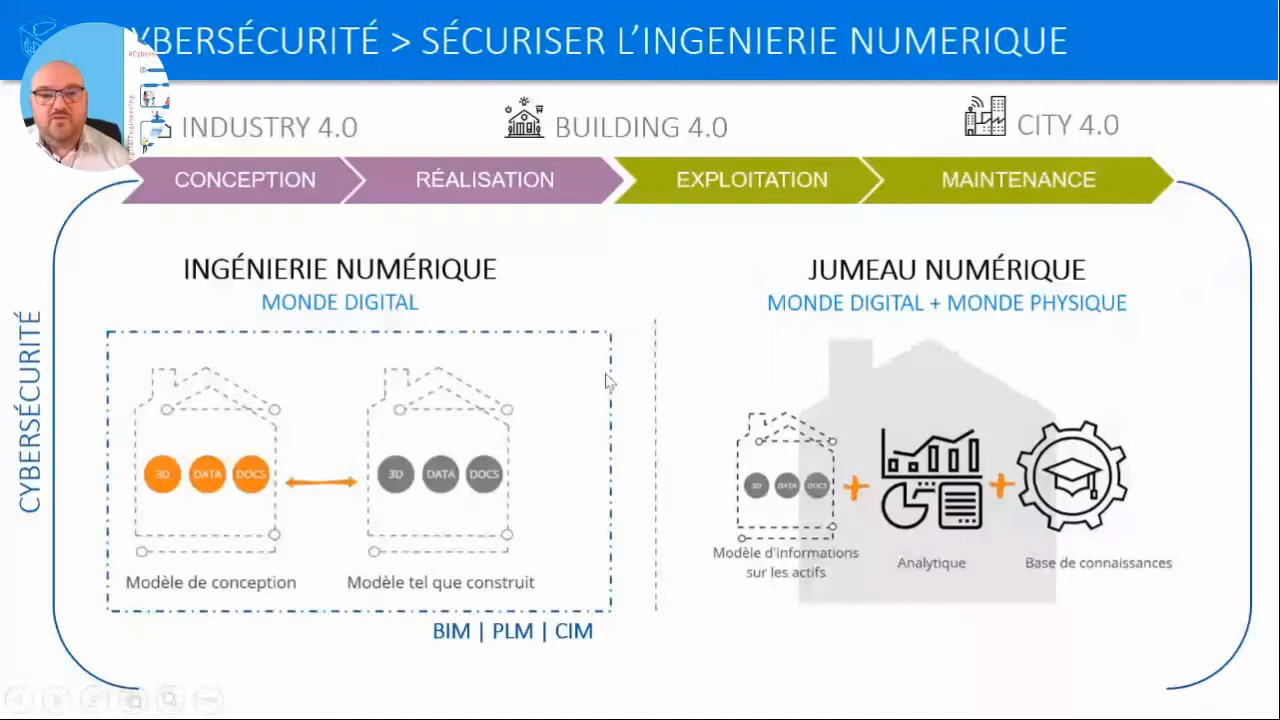 YBERSÉCURITÉ > SÉCURISER L'INGENIERIE NUMERIQUE
#Cybers
INDUSTRY 4.0
BUILDING 4.0
CITY 4.0
CONCEPTION
RÉALISATION
EXPLOITATION
MAINTENANCE
CYBERSÉCURITÉ
INGÉNIERIE NUMÉRIQUE
MONDE DIGITAL
3D DATA DOCS
3D DATA DOCS
Modèle de conception
Modèle tel que construit
BIM | PLM | CIM
JUMEAU NUMÉRIQUE
MONDE DIGITAL + MONDE PHYSIQUE
3D DATA DOCS
Modèle d'informations
sur les actifs
Analytique
Base de connaissances